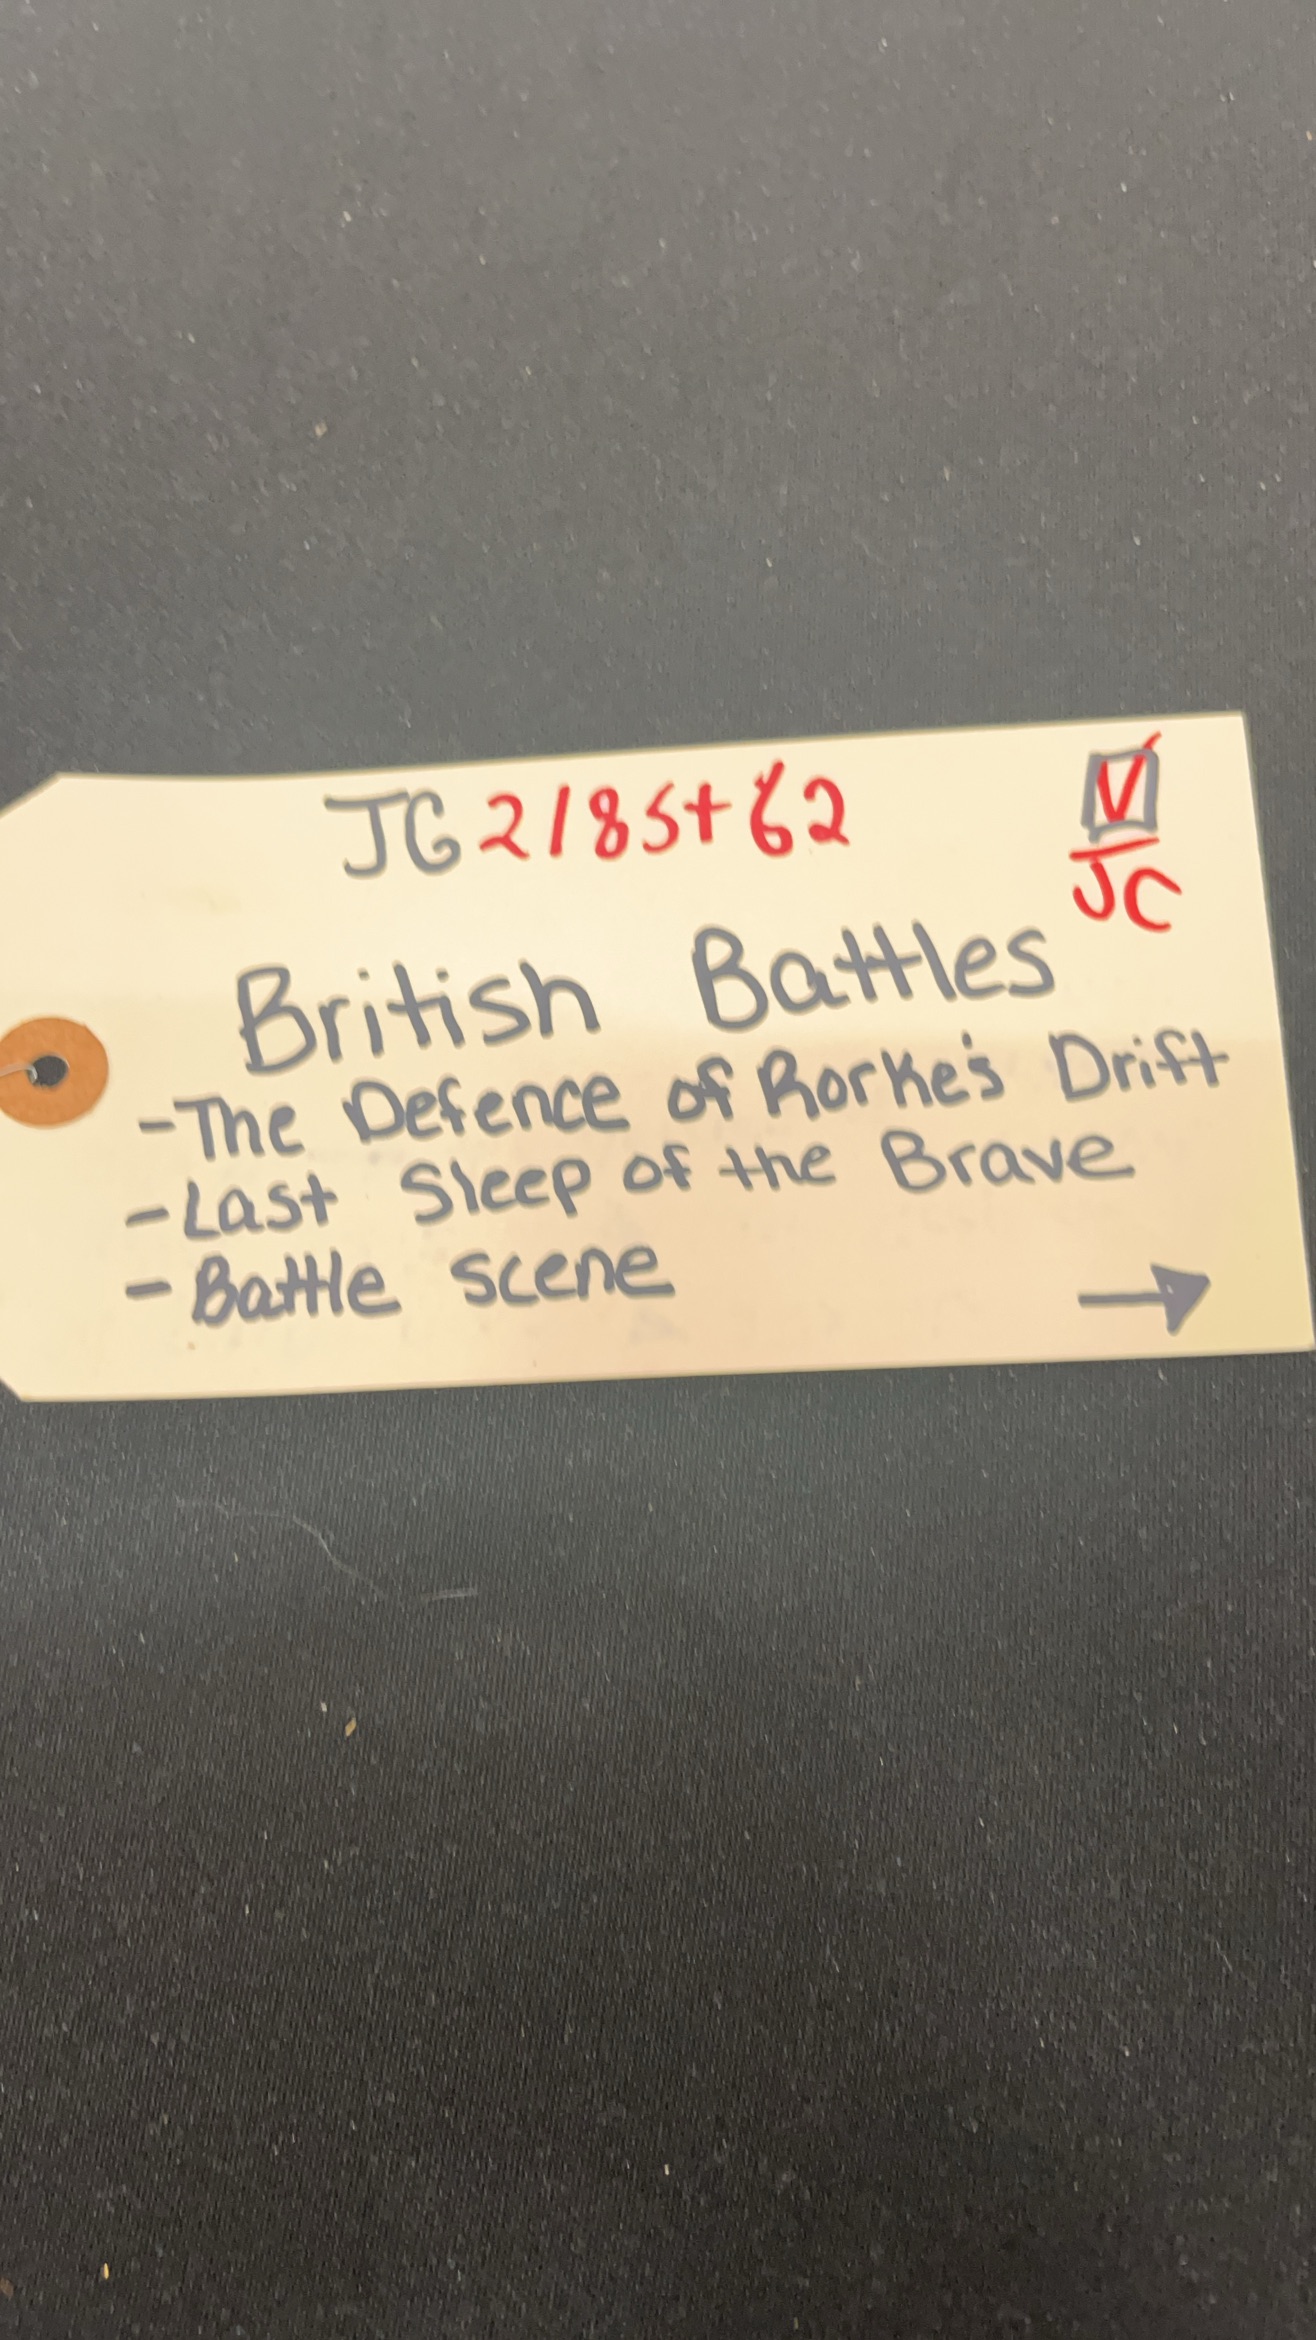 JG 2185+62
JC
British Battles
-The Defence of Rorke's Drift
-Last Sleep of the Brave
-Battle scene